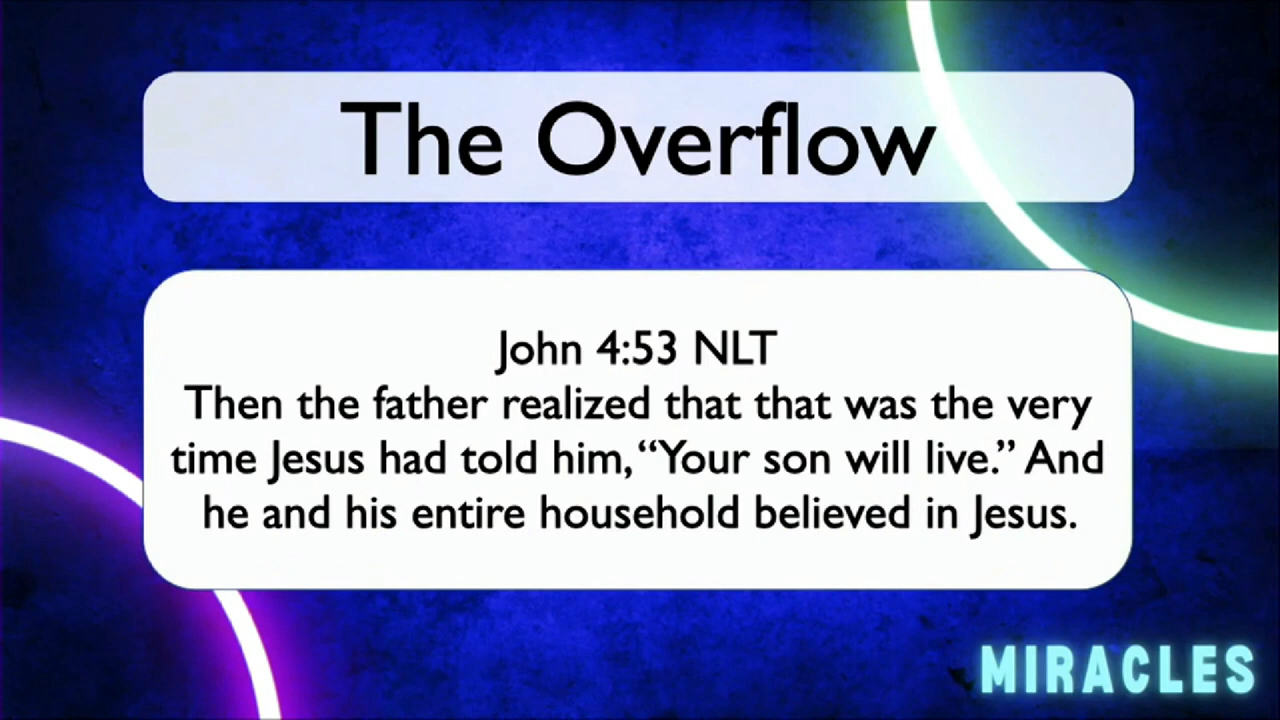 The Overflow
John 4:53 NLT
Then the father realized that that was the very
time Jesus had told him, “Your son will live.” And
he and his entire household believed in Jesus.
MIRACLES